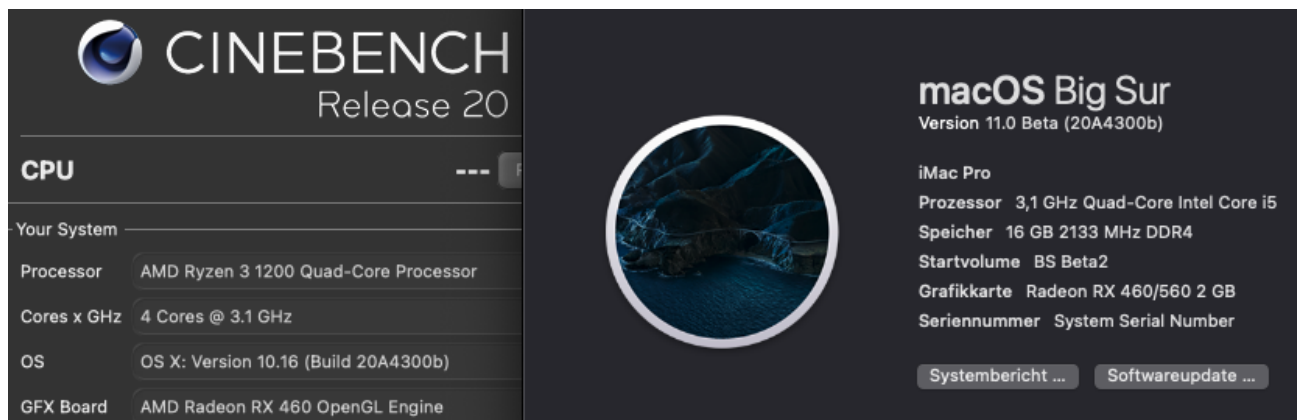 CINEBENCH
Release 20
CPU ---
Your System
Processor AMD Ryzen 3 1200 Quad-Core Processor
Cores x GHz 4 Cores @ 3.1 GHz
OS OS X: Version 10.16 (Build 20A4300b)
GFX Board AMD Radeon RX 460 OpenGL Engine
macOS Big Sur
Version 11.0 Beta (20A4300b)
iMac Pro
Prozessor 3,1 GHz Quad-Core Intel Core i5
Speicher 16 GB 2133 MHz DDR4
Startvolume BS Beta2
Grafikkarte Radeon RX 460/560 2 GB
Seriennummer System Serial Number
Systembericht ... Softwareupdate ...